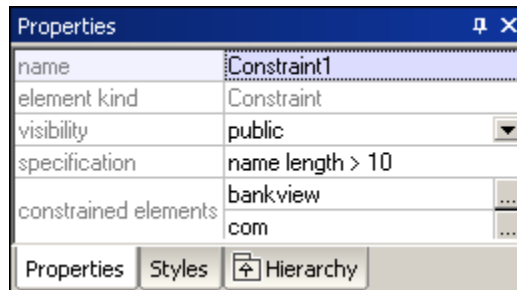 Properties
name Constraint1
element kind Constraint
visibility public
specification name length > 10
constrained elements bankview ...
com ...
Properties Styles Hierarchy